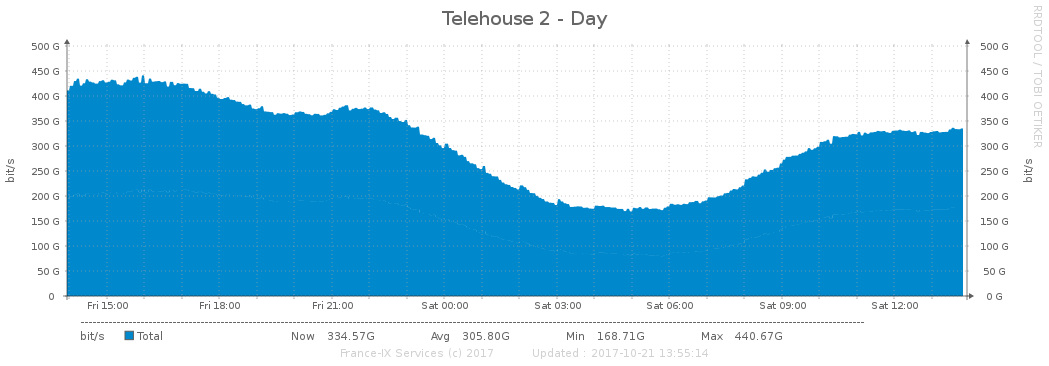 Telehouse 2 - Day
RRDTOOL / TOBI OETIKER
500 G 500 G
450 G 450 G
400 G 400 G
350 G 350 G
300 G 300 G
250 G 250 G
200 G 200 G
150 G 150 G
100 G 100 G
50 G 50 G
0 0 G
bit/s bit/s
Fri 15:00 Fri 18:00 Fri 21:00 Sat 00:00 Sat 03:00 Sat 06:00 Sat 09:00 Sat 12:00
bit/s Total Now 334.57G Avg 305.80G Min 168.71G Max 440.67G
France-IX Services (c) 2017 Updated : 2017-10-21 13:55:14